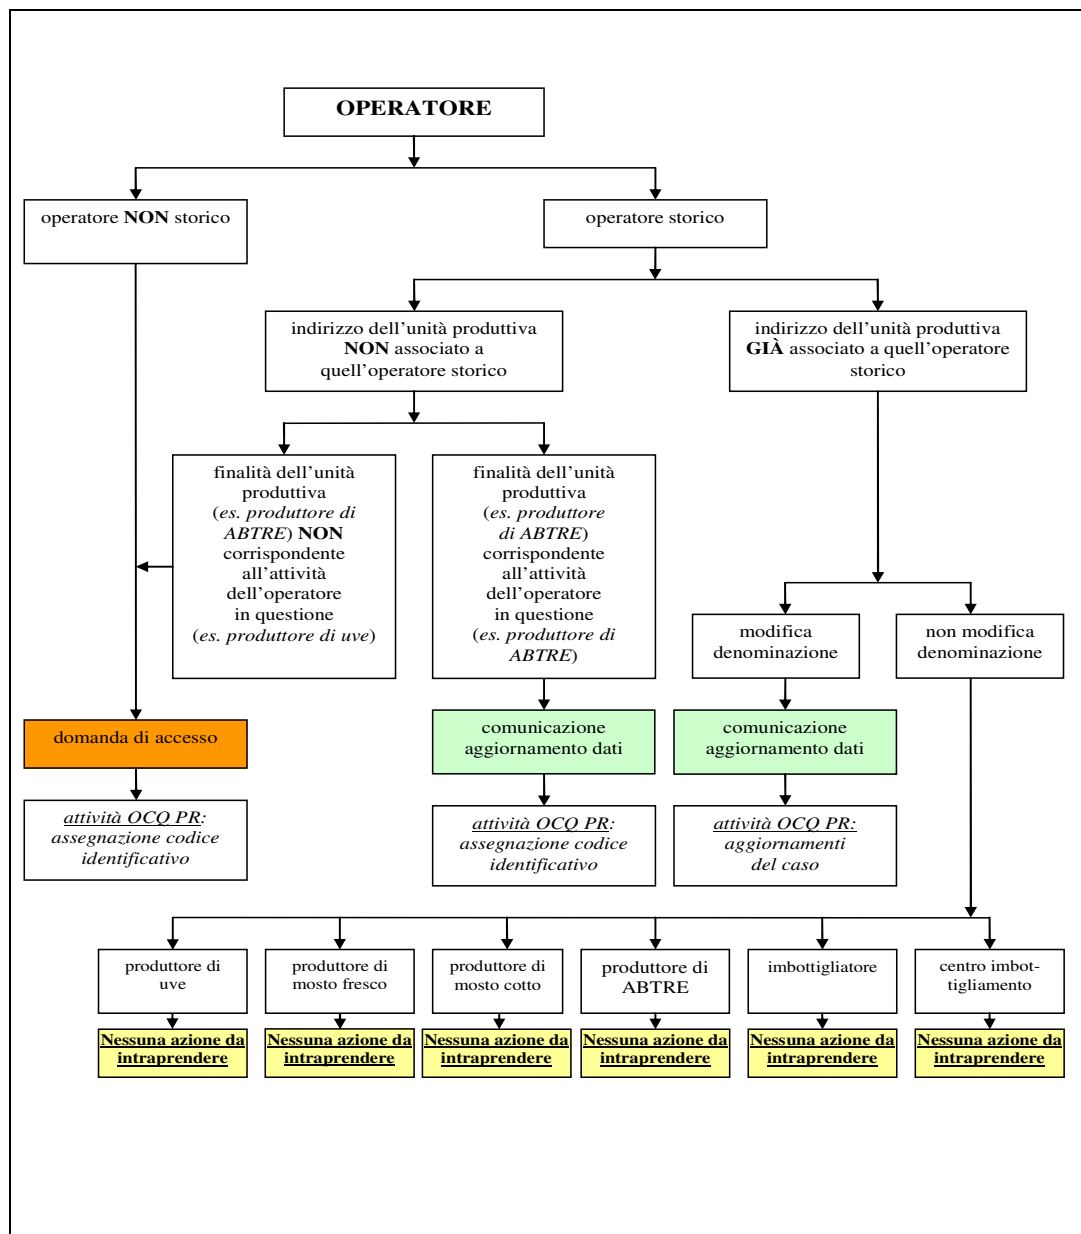 OPERATORE
operatore NON storico
operatore storico
indirizzo dell’unità produttiva
NON associato a
quell’operatore storico
indirizzo dell’unità produttiva
GIÀ associato a quell’operatore
storico
finalità dell’unità
produttiva
(es. produttore di
ABTRE) NON
corrispondente
all’attività
dell’operatore
in questione
(es. produttore di uve)
finalità dell’unità
produttiva
(es. produttore
di ABTRE)
corrispondente
all’attività
dell’operatore
in questione
(es. produttore di
ABTRE)
modifica
denominazione
non modifica
denominazione
domanda di accesso
comunicazione
aggiornamento dati
comunicazione
aggiornamento dati
attività OCQ PR:
assegnazione codice
identificativo
attività OCQ PR:
assegnazione codice
identificativo
attività OCQ PR:
aggiornamenti
del caso
produttore di
uve
produttore di
mosto fresco
produttore di
mosto cotto
produttore di
ABTRE
imbottigliatore
centro imbot-
tigliamento
Nessuna azione da
intraprendere
Nessuna azione da
intraprendere
Nessuna azione da
intraprendere
Nessuna azione da
intraprendere
Nessuna azione da
intraprendere
Nessuna azione da
intraprendere